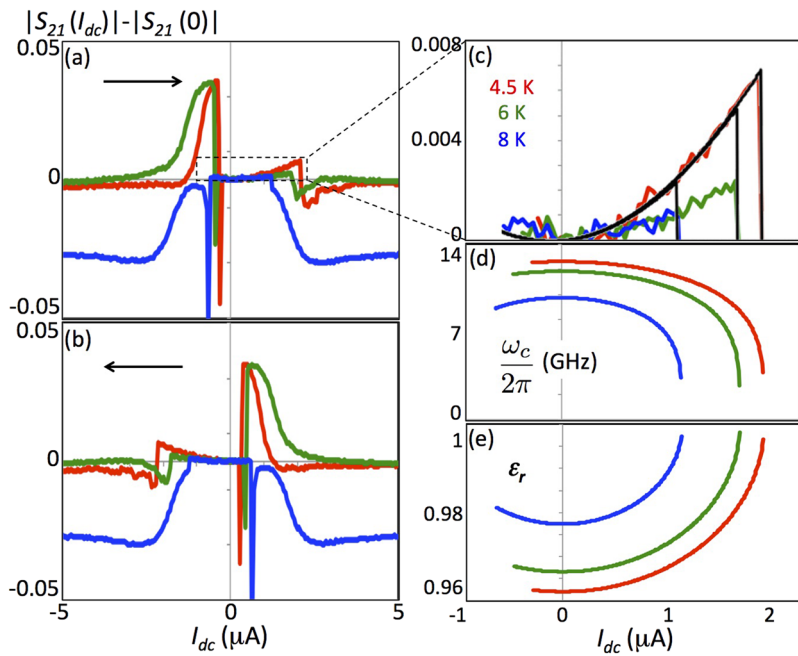 |S21(Idc)|-|S21(0)|
0.05
(a)
0
-0.05
0.05
(b)
0
-0.05
-5
0
5
Idc (μA)
0.008
(c)
4.5 K
6 K
8 K
0.004
0
14
(d)
7
ωc/2π (GHz)
0
1
(e)
εr
0.98
0.96
-1
0
1
2
Idc (μA)